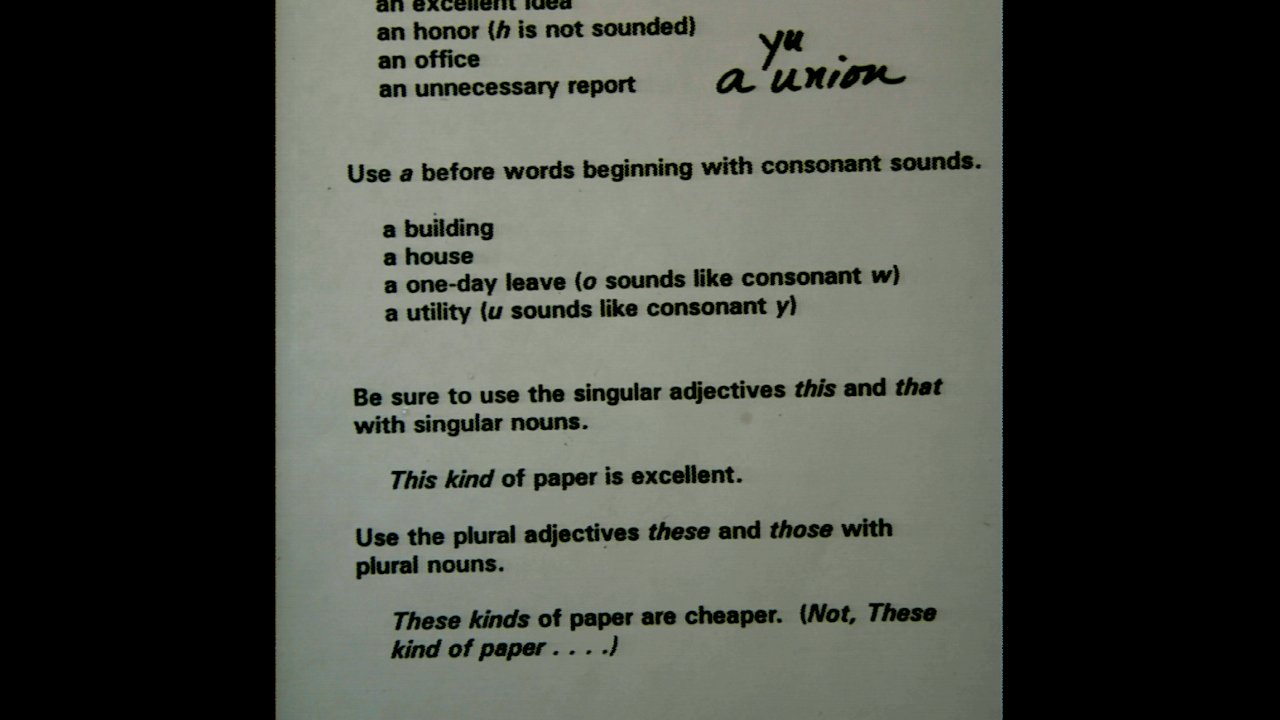 an excellent idea
an honor (h is not sounded)
an office
an unnecessary report
yu
a union
Use a before words beginning with consonant sounds.
a building
a house
a one-day leave (o sounds like consonant w)
a utility (u sounds like consonant y)
Be sure to use the singular adjectives this and that
with singular nouns.
This kind of paper is excellent.
Use the plural adjectives these and those with
plural nouns.
These kinds of paper are cheaper. (Not, These
kind of paper . . . .)